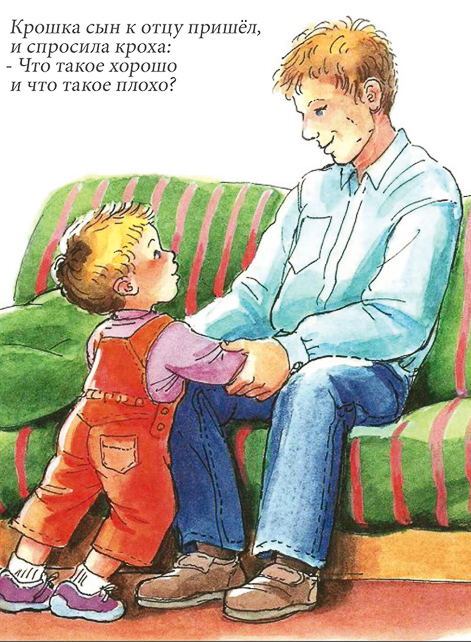 Крошка сын к отцу пришёл,
и спросила кроха:
- Что такое хорошо
и что такое плохо?